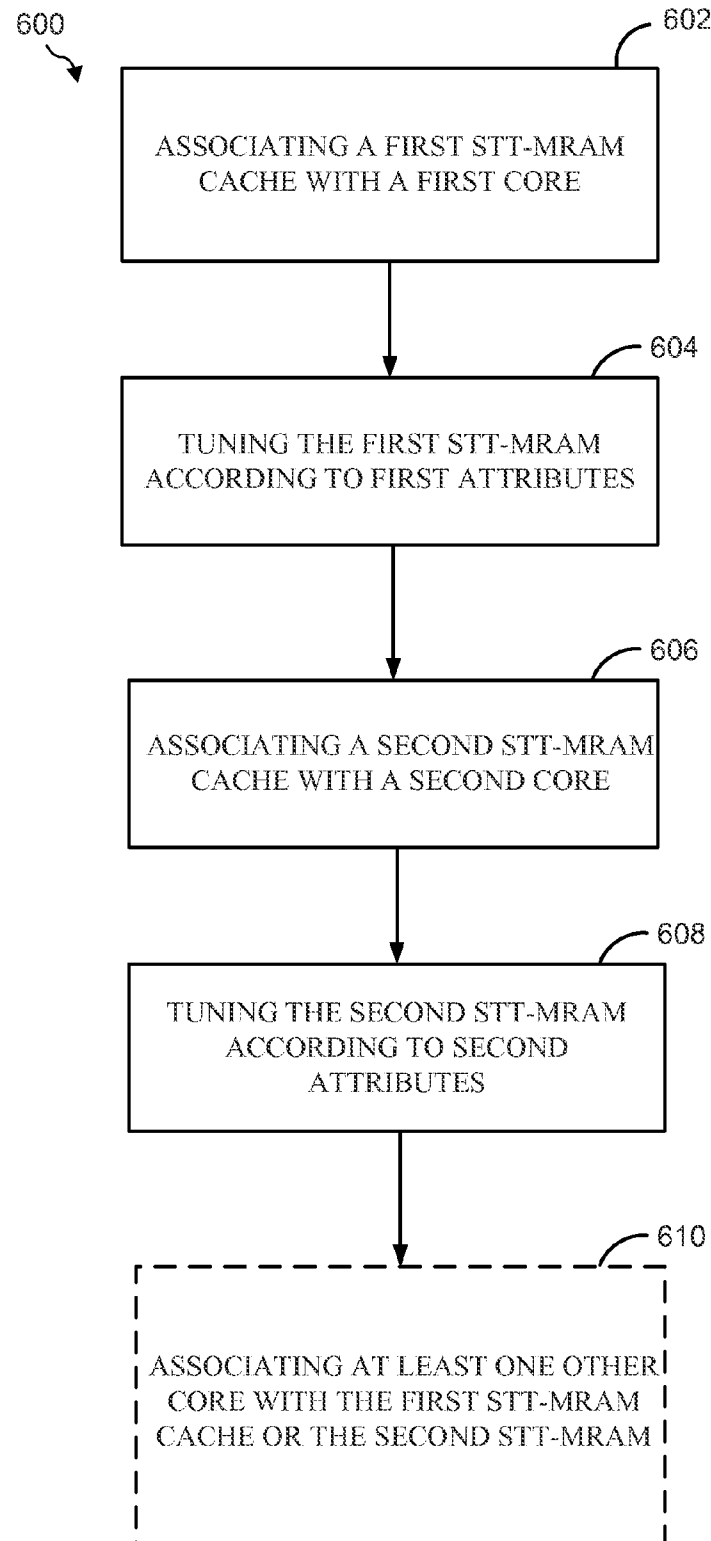 600
602
ASSOCIATING A FIRST STT-MRAM
CACHE WITH A FIRST CORE
604
TUNING THE FIRST STT-MRAM
ACCORDING TO FIRST ATTRIBUTES
606
ASSOCIATING A SECOND STT-MRAM
CACHE WITH A SECOND CORE
608
TUNING THE SECOND STT-MRAM
ACCORDING TO SECOND
ATTRIBUTES
610
ASSOCIATING AT LEAST ONE OTHER
CORE WITH THE FIRST STT-MRAM
CACHE OR THE SECOND STT-MRAM